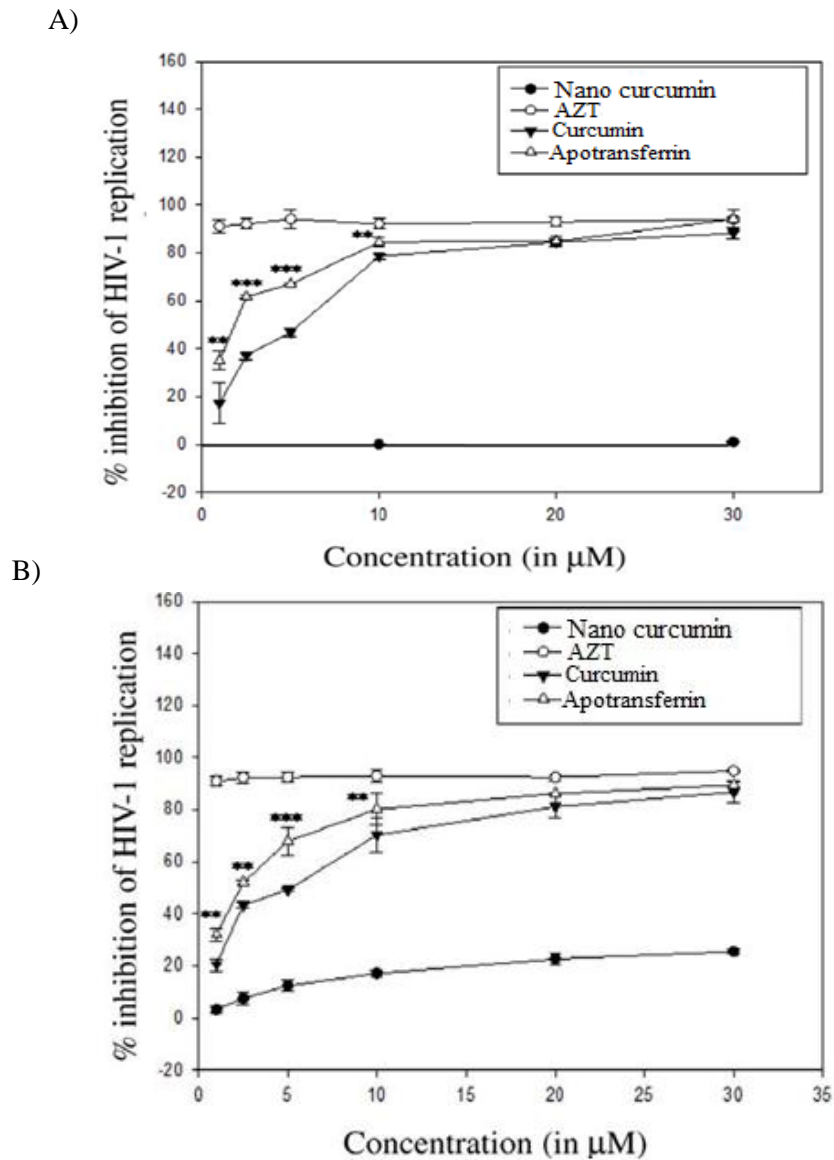 A)
160
140
120
100
80
60
40
20
0
-20
% inhibition of HIV-1 replication
Nano curcumin
AZT
Curcumin
Apotransferrin
**
***
***
**
0
10
20
30
Concentration (in μM)
B)
160
140
120
100
80
60
40
20
0
-20
% inhibition of HIV-1 replication
Nano curcumin
AZT
Curcumin
Apotransferrin
**
**
***
**
0
5
10
15
20
25
30
35
Concentration (in μM)